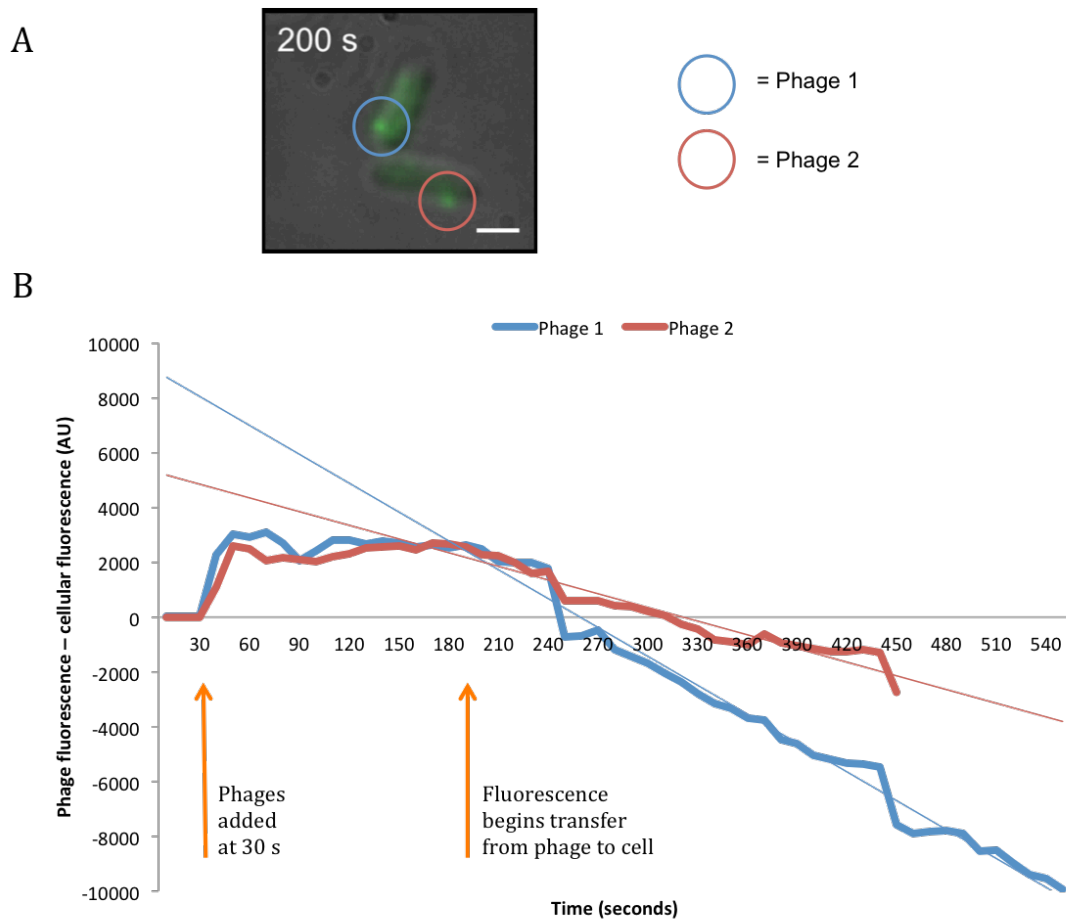 A
200 s
= Phage 1
= Phage 2
B
Phage 1
Phage 2
Phage fluorescence – cellular fluorescence (AU)
10000
8000
6000
4000
2000
0
-2000
-4000
-6000
-8000
-10000
30 60 90 120 150 180 210 240 270 300 330 360 390 420 450 480 510 540
Phages
added
at 30 s
Fluorescence
begins transfer
from phage to cell
Time (seconds)